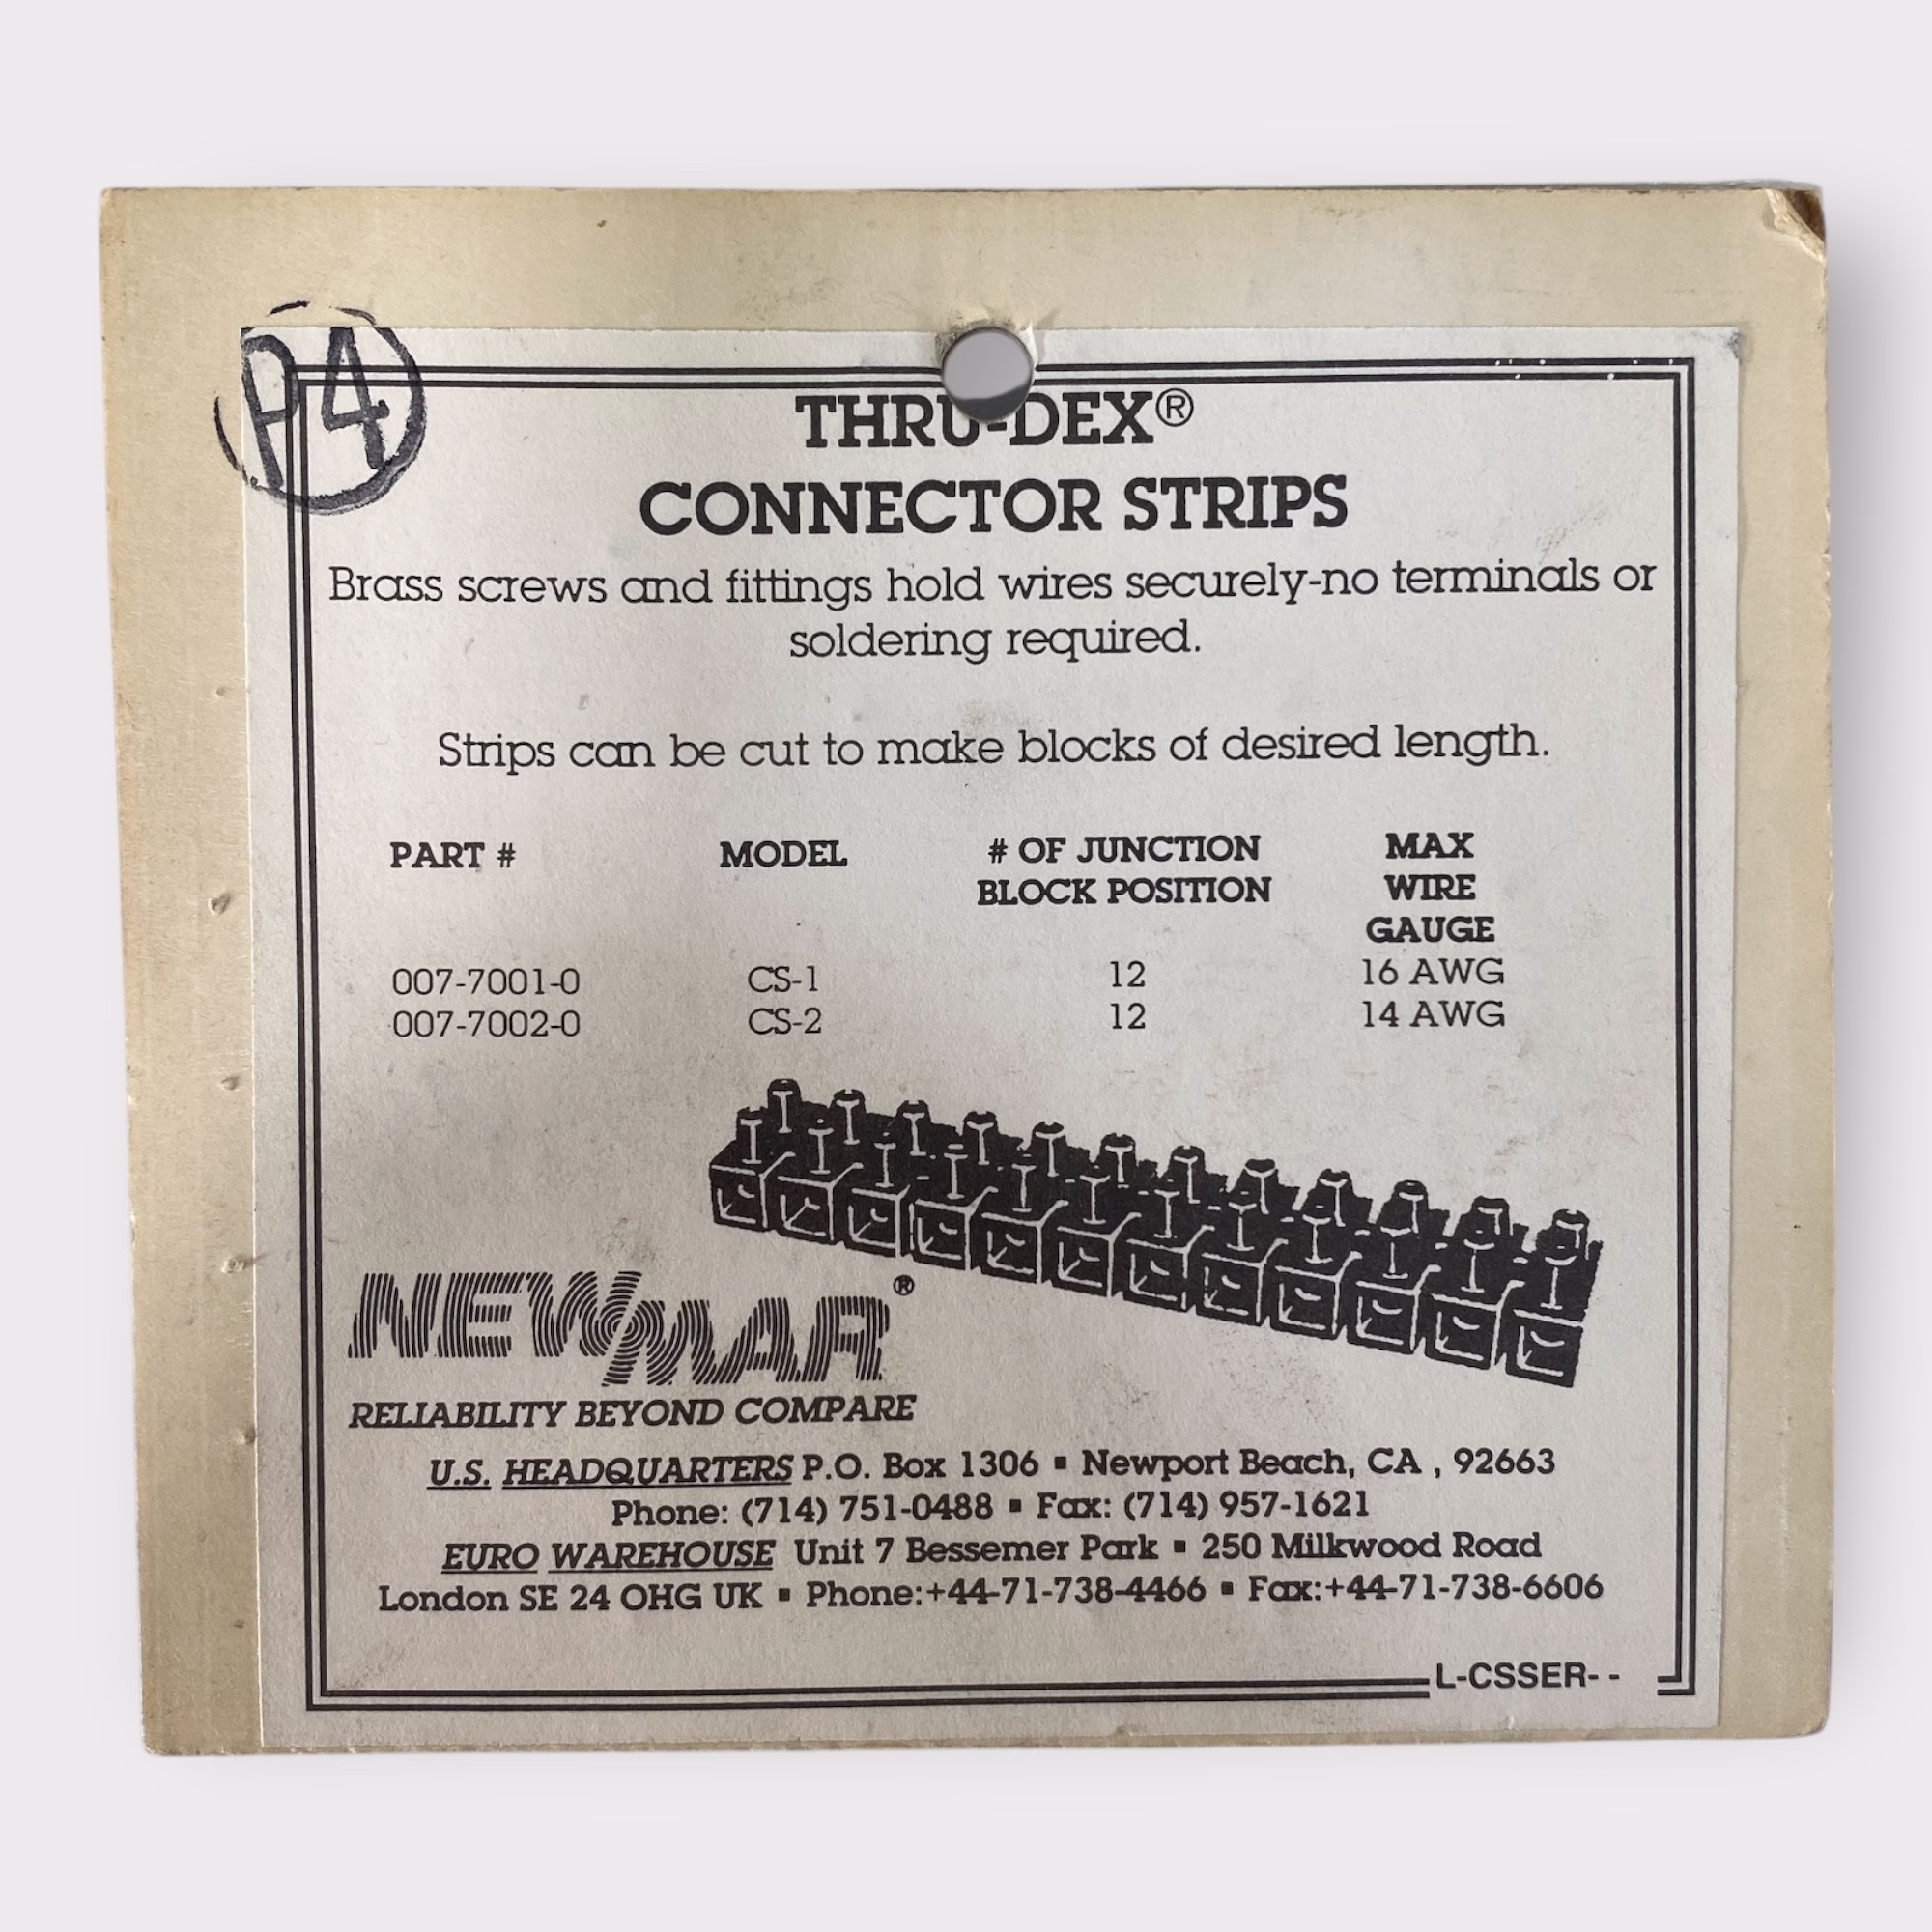 P4
THRU-DEX®
CONNECTOR STRIPS
Brass screws and fittings hold wires securely-no terminals or
soldering required.
Strips can be cut to make blocks of desired length.
PART # MODEL # OF JUNCTION BLOCK POSITION MAX WIRE GAUGE
007-7001-0 CS-1 12 16 AWG
007-7002-0 CS-2 12 14 AWG
NEWMAR®
RELIABILITY BEYOND COMPARE
U.S. HEADQUARTERS P.O. Box 1306 ▪ Newport Beach, CA , 92663
Phone: (714) 751-0488 ▪ Fax: (714) 957-1621
EURO WAREHOUSE Unit 7 Bessemer Park ▪ 250 Milkwood Road
London SE 24 OHG UK ▪ Phone:+44-71-738-4466 ▪ Fax:+44-71-738-6606
L-CSSER- -